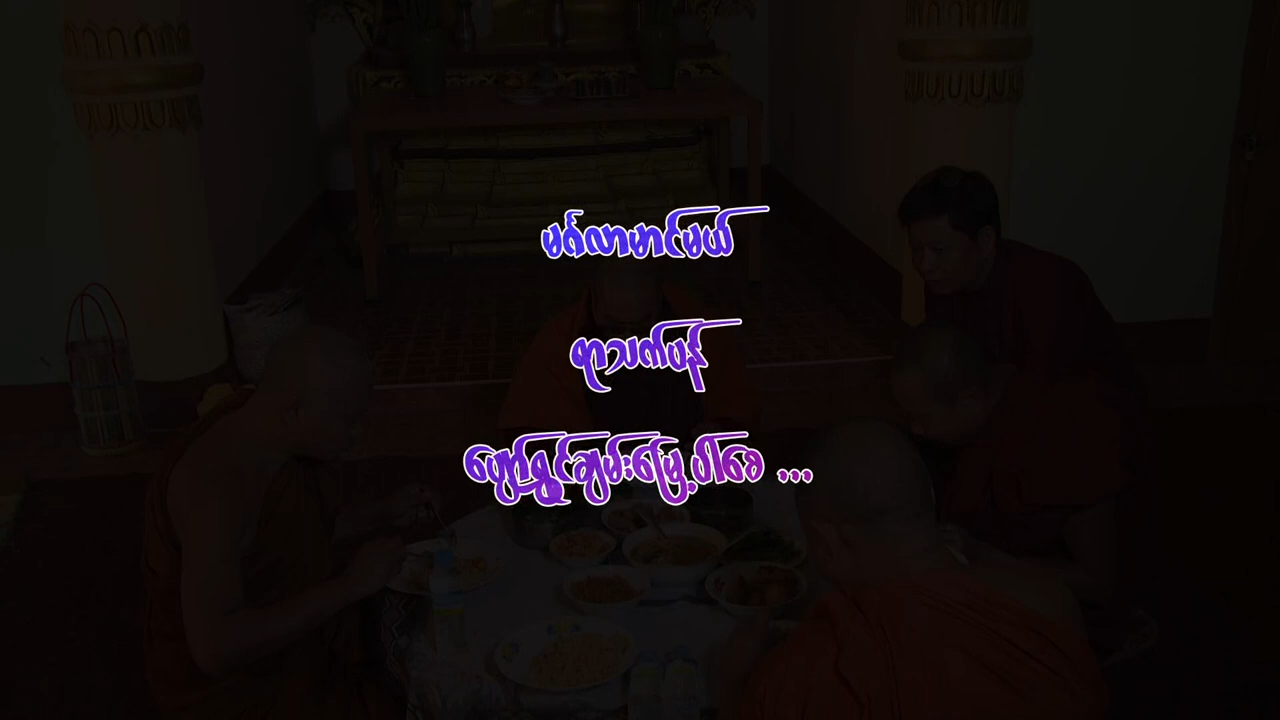 မင်္ဂလာမောင်မယ်
ရာသက်ပန်
ပျော်ရွှင်ချမ်းမြေ့ပါစေ ...